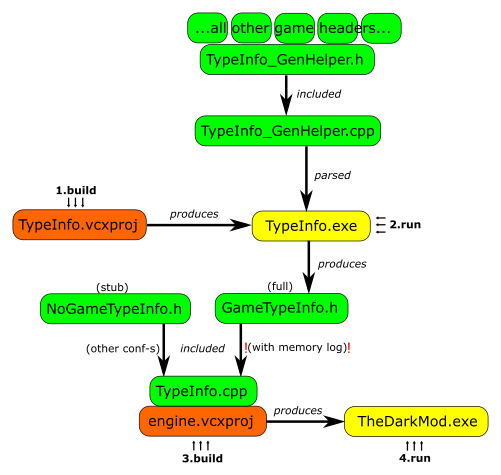 ...all other game headers...
TypeInfo_GenHelper.h
included
TypeInfo_GenHelper.cpp
parsed
1.build
TypeInfo.vcxproj
produces
TypeInfo.exe
2.run
produces
(stub)
(full)
NoGameTypeInfo.h
GameTypeInfo.h
(other conf-s)
included
!(with memory log)!
TypeInfo.cpp
engine.vcxproj
produces
TheDarkMod.exe
3.build
4.run